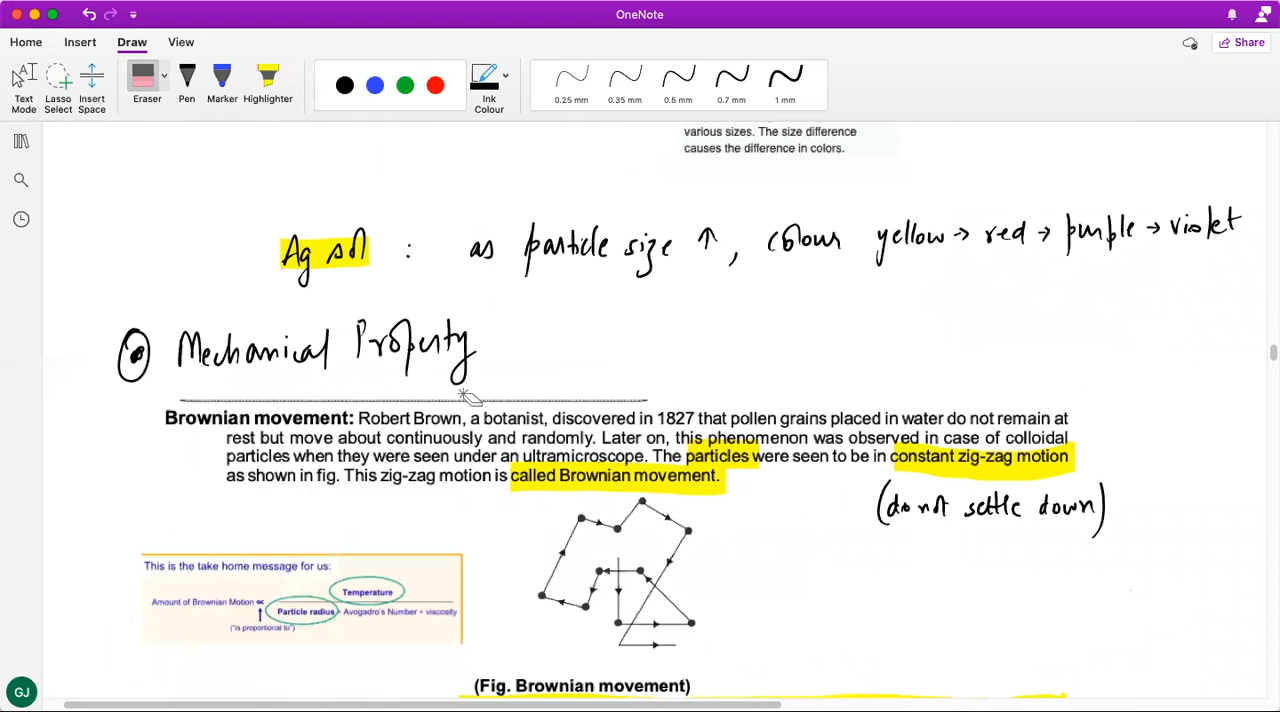 OneNote
Home Insert Draw View
Share
Text Mode
Lasso Select
Insert Space
Eraser
Pen
Marker
Highlighter
Ink Colour
0.25 mm
0.35 mm
0.5 mm
0.7 mm
1 mm
various sizes. The size difference
causes the difference in colors.
Ag sol : as particle size ↑, colour yellow → red → purple → violet
Mechanical Property
Brownian movement: Robert Brown, a botanist, discovered in 1827 that pollen grains placed in water do not remain at
rest but move about continuously and randomly. Later on, this phenomenon was observed in case of colloidal
particles when they were seen under an ultramicroscope. The particles were seen to be in constant zig-zag motion
as shown in fig. This zig-zag motion is called Brownian movement.
(do not settle down)
This is the take home message for us:
Temperature
Amount of Brownian Motion ∝
Particle radius * Avogadro's Number * viscosity
("is proportional to")
(Fig. Brownian movement)
GJ